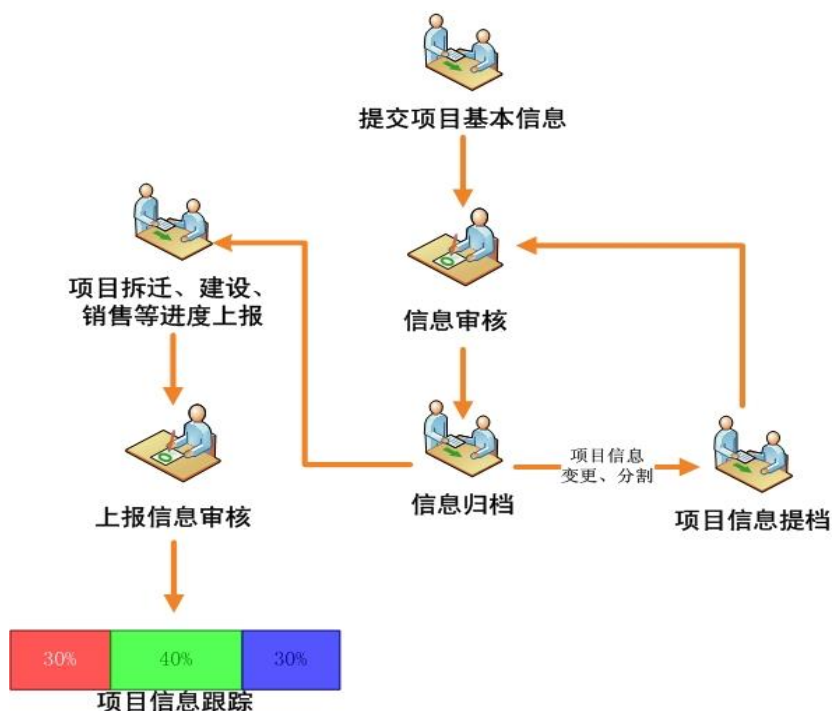 提交项目基本信息
项目拆迁、建设、
销售等进度上报
信息审核
项目信息
变更、分割
上报信息审核
信息归档
项目信息提档
30%
40%
30%
项目信息跟踪